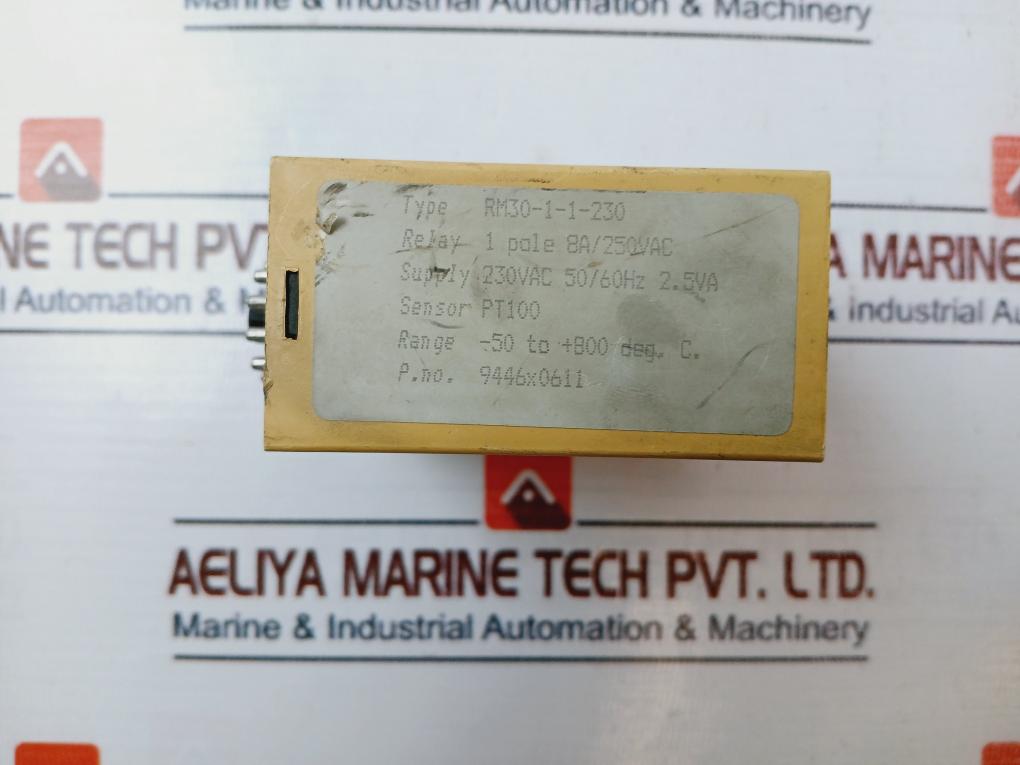 Marine & Industrial Automation & Machinery
Type RM30-1-1-230
Relay 1 pole 8A/250VAC
Supply 230VAC 50/60Hz 2.5VA
Sensor PT100
Range -50 to +800 deg. C.
P.no. 9446x0611
NE TECH PVT
Automation &
A MARINE
& industrial Au
AELIYA MARINE TECH PVT. LTD.
Marine & Industrial Automation & Machinery